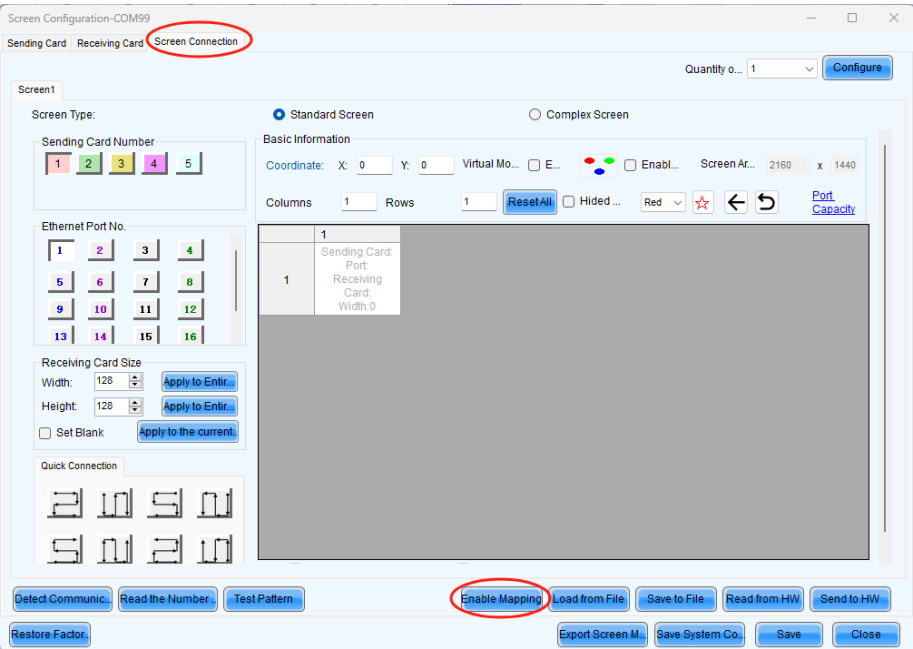 Screen Configuration-COM99
Sending Card Receiving Card Screen Connection
Quantity o... 1 Configure
Screen1
Screen Type: Standard Screen Complex Screen
Sending Card Number
1 2 3 4 5
Basic Information
Coordinate: X: 0 Y: 0 Virtual Mo... E... Enabl... Screen Ar... 2160 x 1440
Columns 1 Rows 1 ResetAll Hided ... Red Port Capacity
Ethernet Port No.
1 2 3 4
5 6 7 8
9 10 11 12
13 14 15 16
1
1
Sending Card:
Port:
Receiving
Card:
Width:0
Receiving Card Size
Width: 128 Apply to Entir...
Height: 128 Apply to Entir...
Set Blank Apply to the current.
Quick Connection
Detect Communic.. Read the Number .. Test Pattern Enable Mapping Load from File Save to File Read from HW Send to HW
Restore Factor.. Export Screen M.. Save System Co.. Save Close